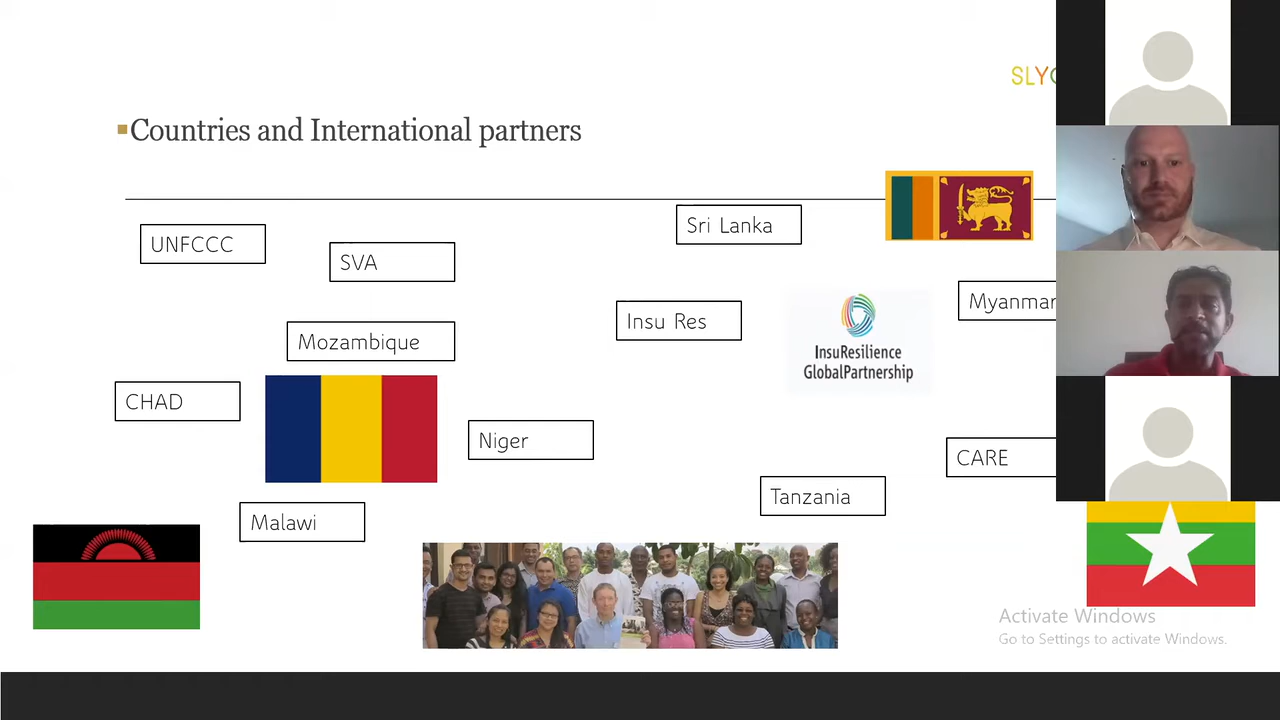 SLYC
Countries and International partners
Sri Lanka
UNFCCC
SVA
Myanmar
Insu Res
InsuResilience
GlobalPartnership
Mozambique
CHAD
Niger
CARE
Tanzania
Malawi
Activate Windows
Go to Settings to activate Windows.